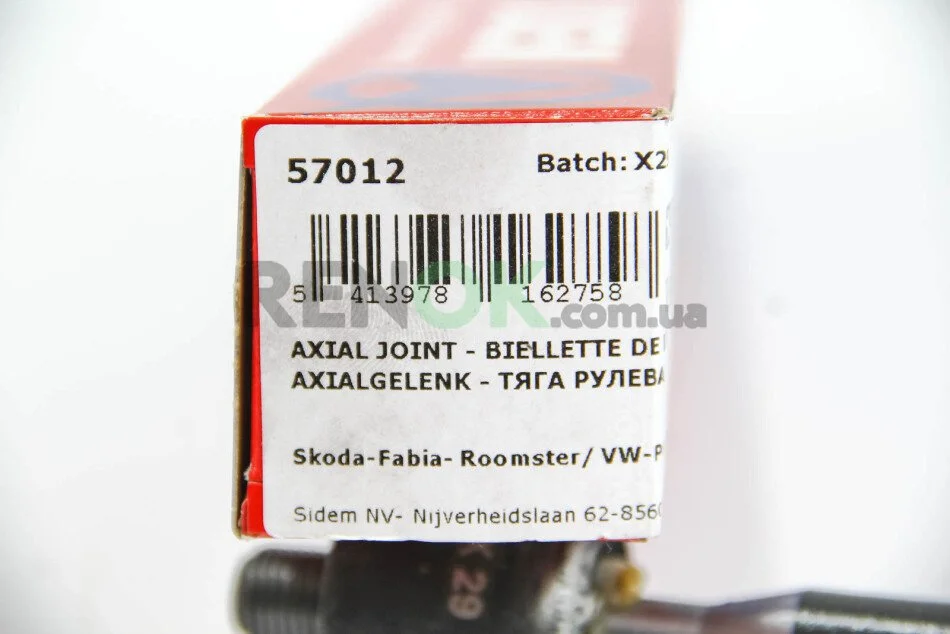 57012
Batch: X2
5 413978 162758
RENOK.com.ua
AXIAL JOINT - BIELLETTE DE
AXIALGELENK - ТЯГА РУЛЕВА
Skoda-Fabia- Roomster/ VW-P
Sidem NV- Nijverheidslaan 62-8560
29